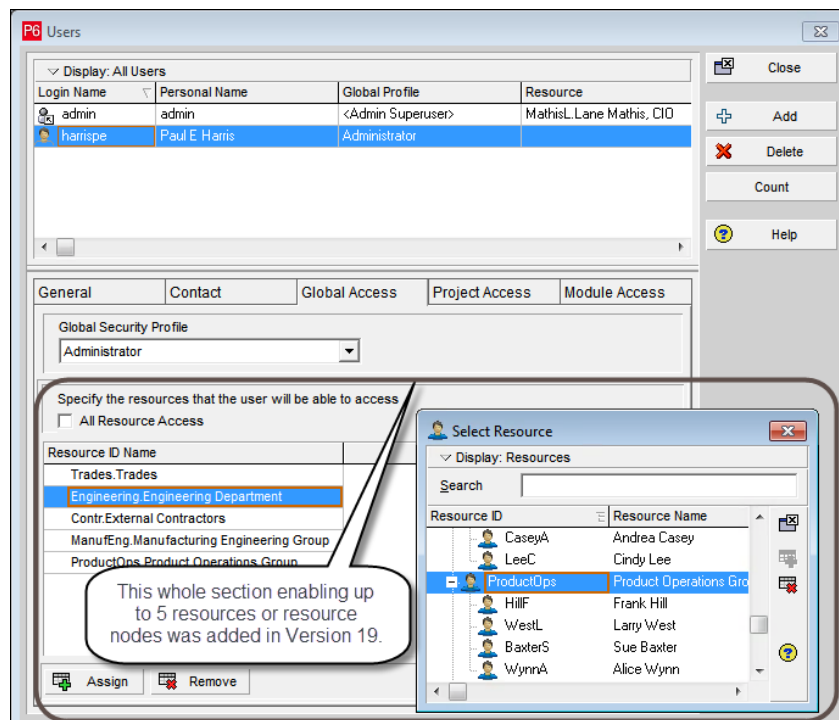 P6 Users
Display: All Users
Login Name Personal Name Global Profile Resource
admin admin <Admin Superuser> MathisL.Lane Mathis, CIO
harrispe Paul E Harris Administrator
Close
Add
Delete
Count
Help
General Contact Global Access Project Access Module Access
Global Security Profile
Administrator
Specify the resources that the user will be able to access
All Resource Access
Resource ID Name
Trades.Trades
Engineering.Engineering Department
Contr.External Contractors
ManufEng.Manufacturing Engineering Group
ProductOps.Product Operations Group
This whole section enabling up
to 5 resources or resource
nodes was added in Version 19.
Assign Remove
Select Resource
Display: Resources
Search
Resource ID Resource Name
CaseyA Andrea Casey
LeeC Cindy Lee
ProductOps Product Operations Gro
HillF Frank Hill
WestL Larry West
BaxterS Sue Baxter
WynnA Alice Wynn